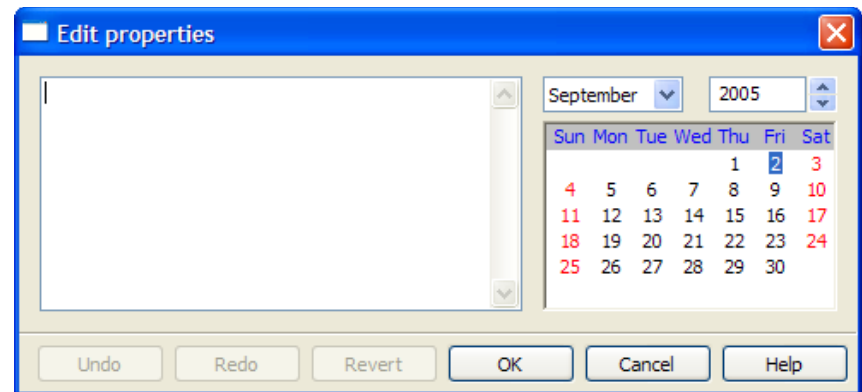 Edit properties
September 2005
Sun Mon Tue Wed Thu Fri Sat
1 2 3
4 5 6 7 8 9 10
11 12 13 14 15 16 17
18 19 20 21 22 23 24
25 26 27 28 29 30
Undo Redo Revert OK Cancel Help